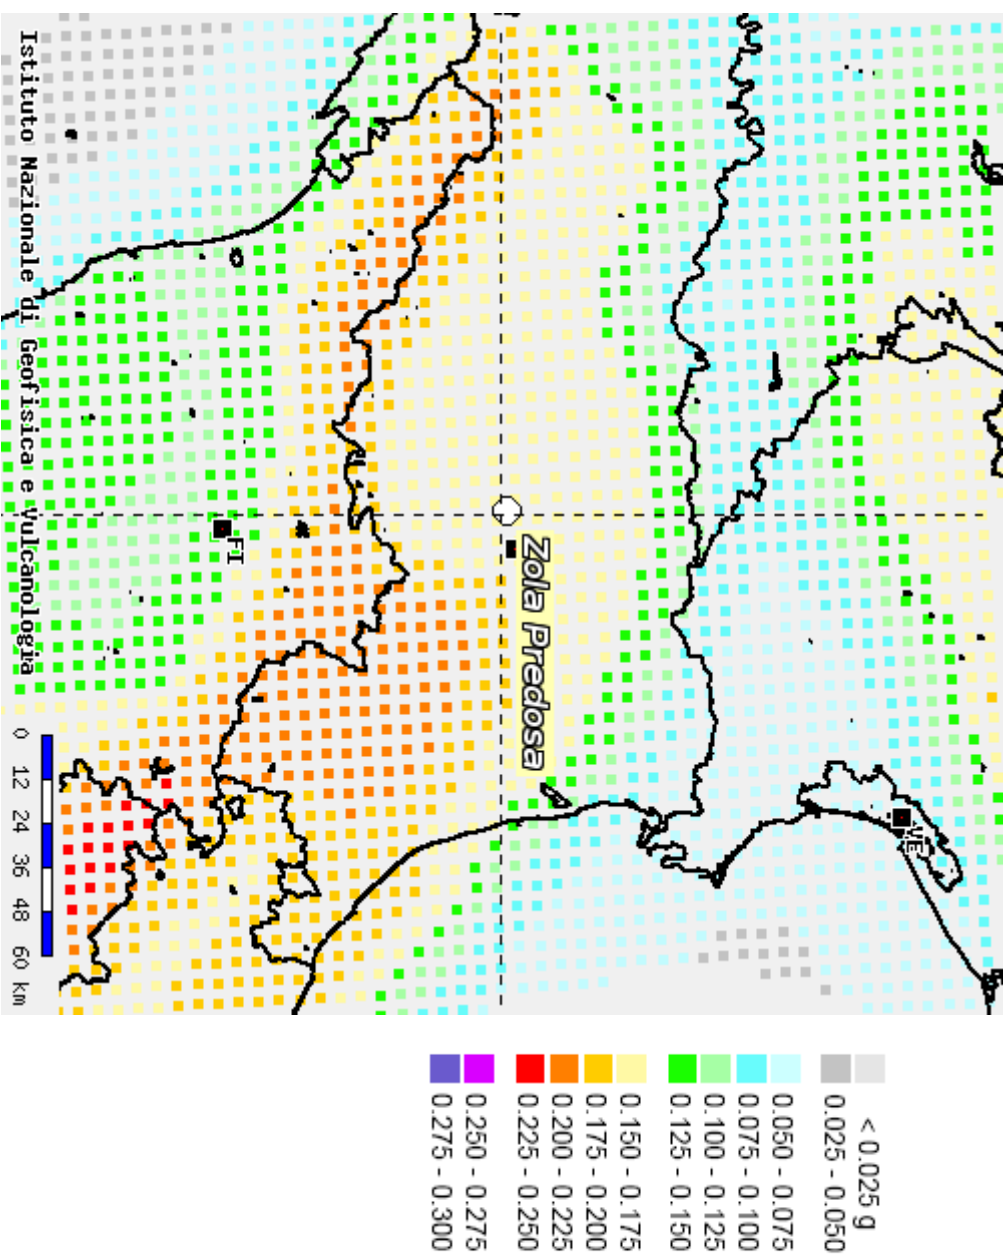 VE
Zola Predosa
FI
Istituto Nazionale di Geofisica e Vulcanologia
0 12 24 36 48 60 km
< 0.025 g
0.025 - 0.050
0.050 - 0.075
0.075 - 0.100
0.100 - 0.125
0.125 - 0.150
0.150 - 0.175
0.175 - 0.200
0.200 - 0.225
0.225 - 0.250
0.250 - 0.275
0.275 - 0.300